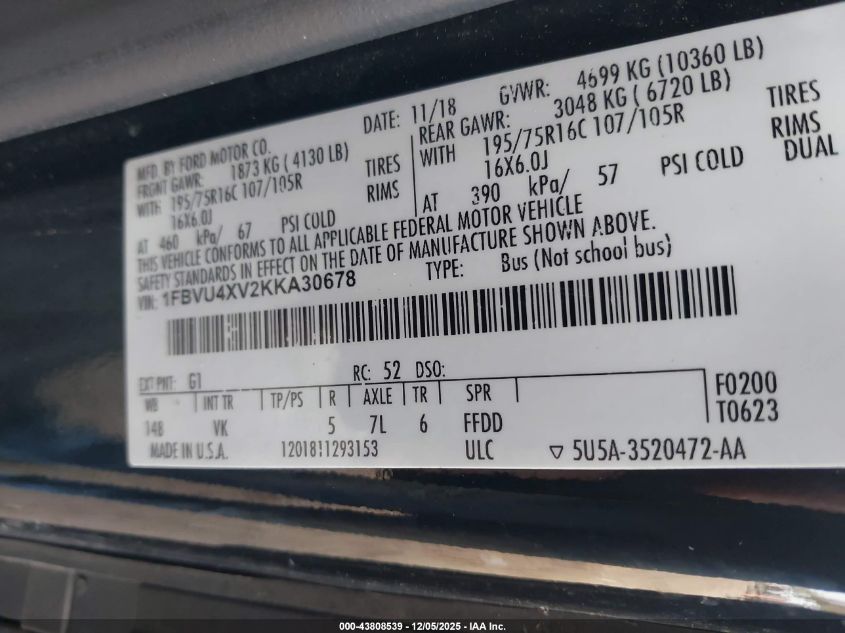 MFD. BY FORD MOTOR CO. DATE: 11/18 GVWR: 4699 KG (10360 LB)
FRONT GAWR: 1873 KG ( 4130 LB) REAR GAWR: 3048 KG ( 6720 LB)
WITH 195/75R16C 107/105R TIRES WITH 195/75R16C 107/105R TIRES
16X6.0J RIMS 16X6.0J RIMS
AT 460 kPa/ 67 PSI COLD AT 390 kPa/ 57 PSI COLD DUAL
THIS VEHICLE CONFORMS TO ALL APPLICABLE FEDERAL MOTOR VEHICLE
SAFETY STANDARDS IN EFFECT ON THE DATE OF MANUFACTURE SHOWN ABOVE.
VIN: 1FBVU4XV2KKA30678 TYPE: Bus (Not school bus)
EXT PNT: G1 RC: 52 DSO:
WB INT TR TP/PS R AXLE TR SPR F0200
148 VK 5 7L 6 FFDD T0623
MADE IN U.S.A. 1201811293153 ULC ▽ 5U5A-3520472-AA
000-43808539 - 12/05/2025 - IAA Inc.